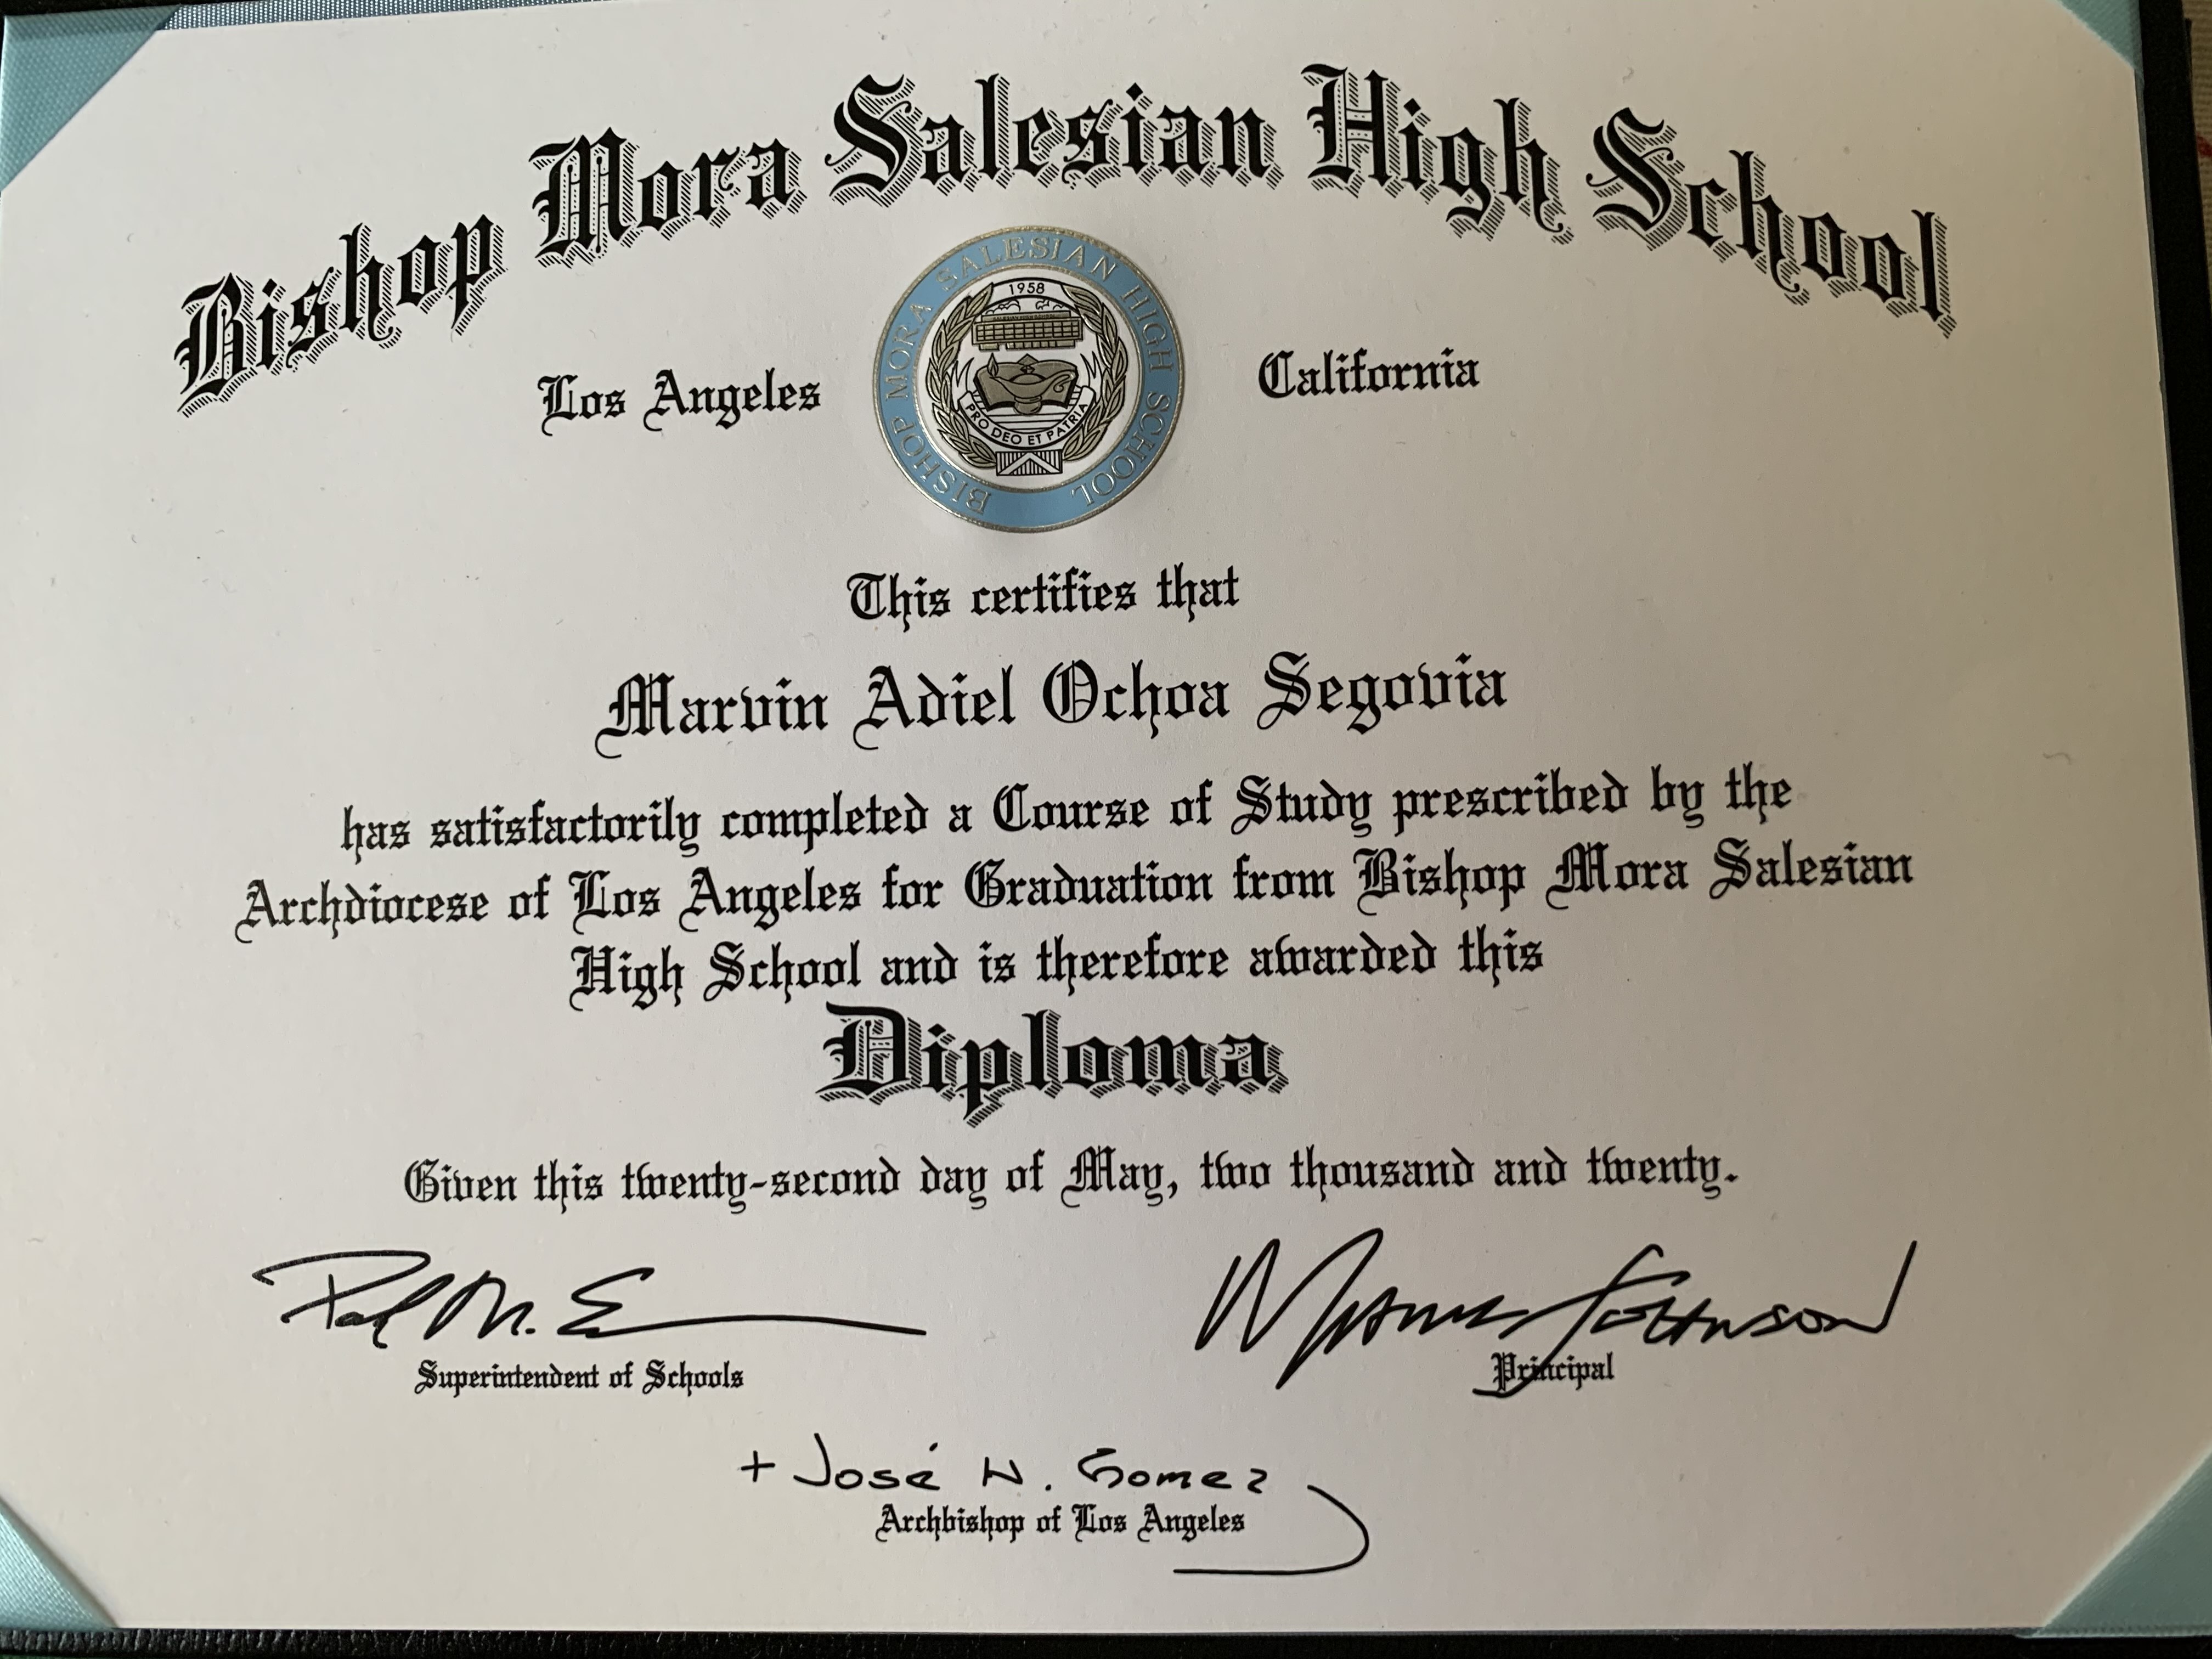 Bishop Mora Salesian High School
Los Angeles
California
BISHOP MORA SALESIAN HIGH SCHOOL
1958
PRO DEO ET PATRIA
This certifies that
Marvin Adiel Ochoa Segovia
has satisfactorily completed a Course of Study prescribed by the
Archdiocese of Los Angeles for Graduation from Bishop Mora Salesian
High School and is therefore awarded this
Diploma
Given this twenty-second day of May, two thousand and twenty.
Superintendent of Schools
Johnson
Principal
+ José H. Gomez
Archbishop of Los Angeles